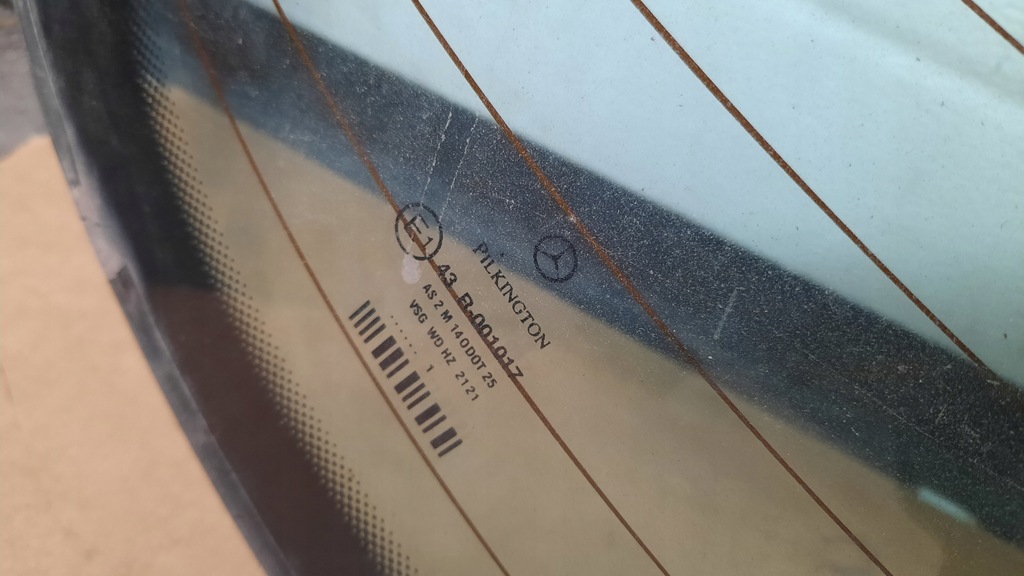 PILKINGTON
E1
43 R-001017
AS 2 M 140 DOT 25
VSG WD HZ 2121
..... 1